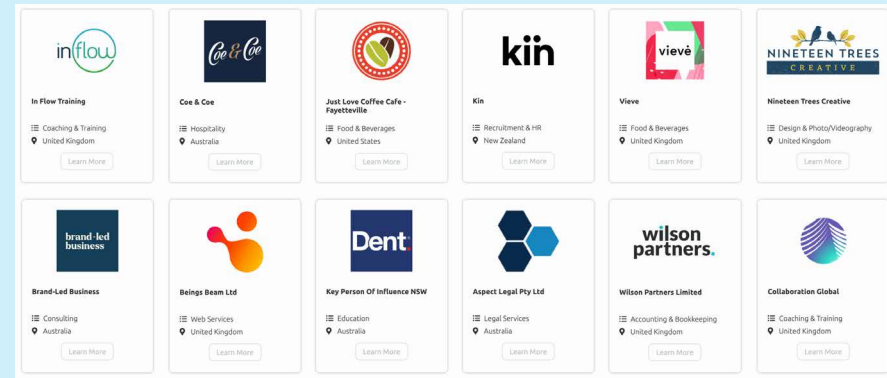 inflow
Coe & Coe
kin
vievė
NINETEEN TREES
CREATIVE
In Flow Training
Coe & Coe
Just Love Coffee Cafe -
Fayetteville
Kin
Vieve
Nineteen Trees Creative
Coaching & Training
Hospitality
Food & Beverages
Recruitment & HR
Food & Beverages
Design & Photo/Videography
United Kingdom
Australia
United States
New Zealand
United Kingdom
United Kingdom
Learn More
Learn More
Learn More
Learn More
Learn More
Learn More
brand-led
business
Dent.
wilson
partners.
Brand-Led Business
Beings Beam Ltd
Key Person Of Influence NSW
Aspect Legal Pty Ltd
Wilson Partners Limited
Collaboration Global
Consulting
Web Services
Education
Legal Services
Accounting & Bookkeeping
Coaching & Training
Australia
United Kingdom
Australia
Australia
United Kingdom
United Kingdom
Learn More
Learn More
Learn More
Learn More
Learn More
Learn More